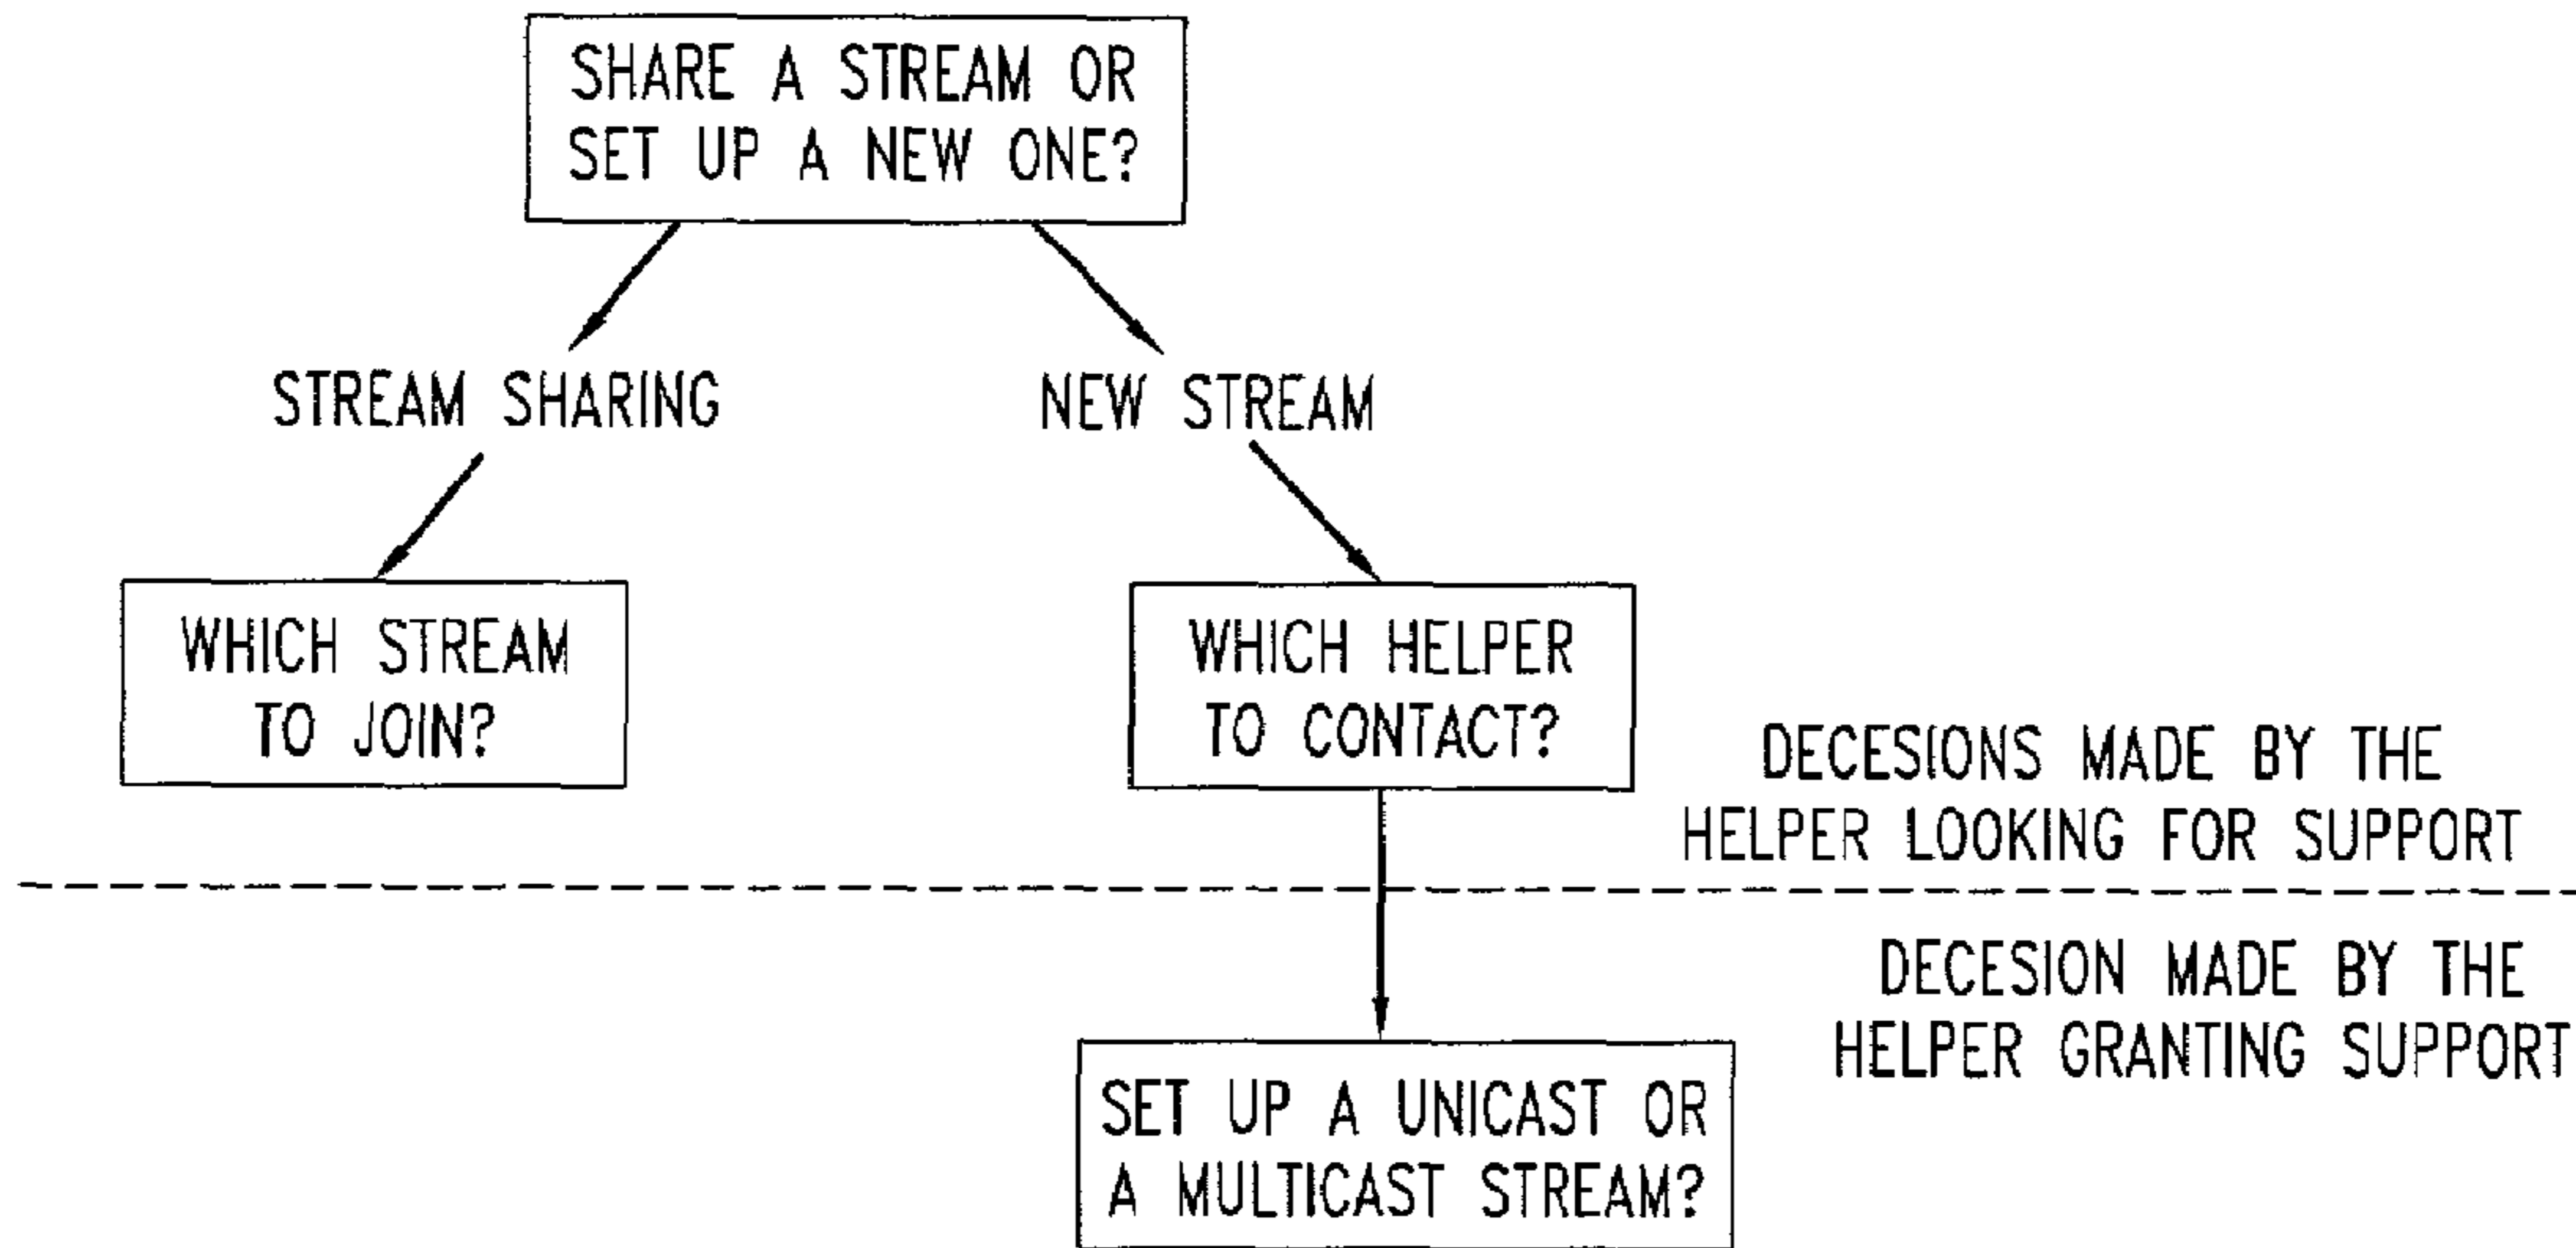 SHARE A STREAM OR
SET UP A NEW ONE?
STREAM SHARING
NEW STREAM
WHICH STREAM
TO JOIN?
WHICH HELPER
TO CONTACT?
DECESIONS MADE BY THE
HELPER LOOKING FOR SUPPORT
DECESION MADE BY THE
HELPER GRANTING SUPPORT
SET UP A UNICAST OR
A MULTICAST STREAM?